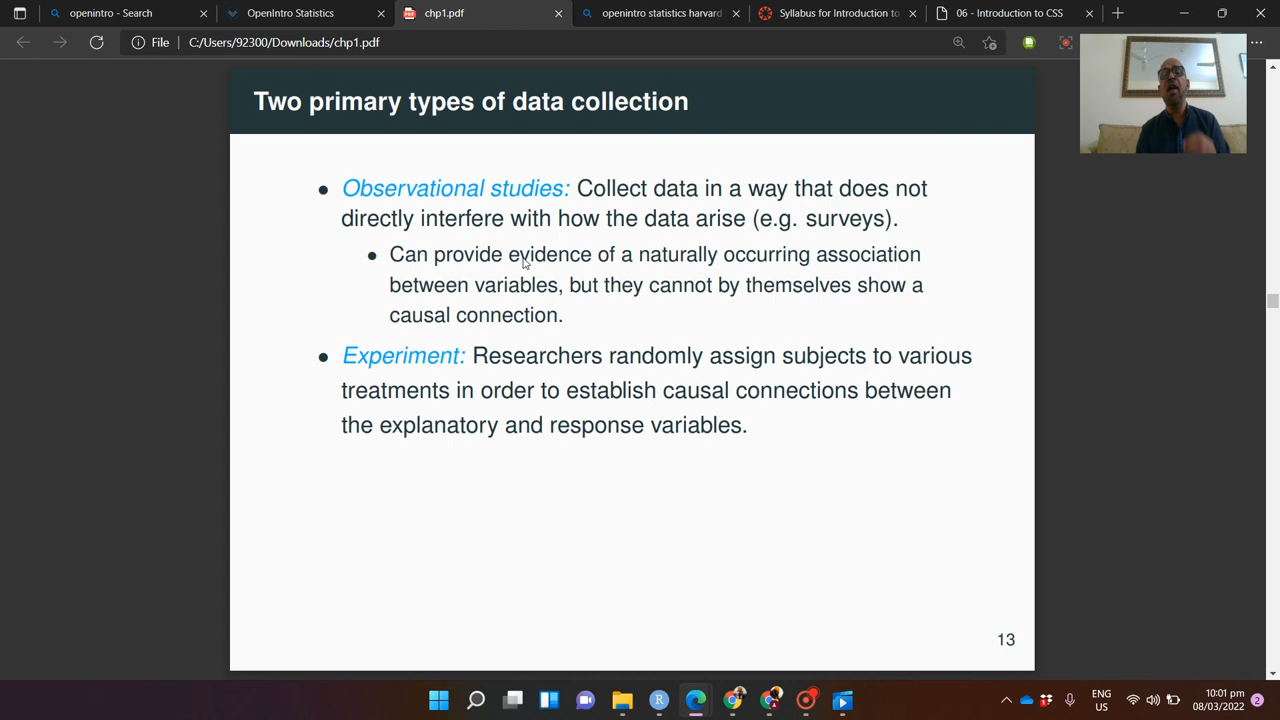 openintro - Search
OpenIntro Statistics
chp1.pdf
openintro statistics harvard
Syllabus for Introduction to
06 - Introduction to CSS
File
C:/Users/92300/Downloads/chp1.pdf
Two primary types of data collection
• Observational studies: Collect data in a way that does not
directly interfere with how the data arise (e.g. surveys).
• Can provide evidence of a naturally occurring association
between variables, but they cannot by themselves show a
causal connection.
• Experiment: Researchers randomly assign subjects to various
treatments in order to establish causal connections between
the explanatory and response variables.
13
ENG
US
10:01 pm
08/03/2022
2